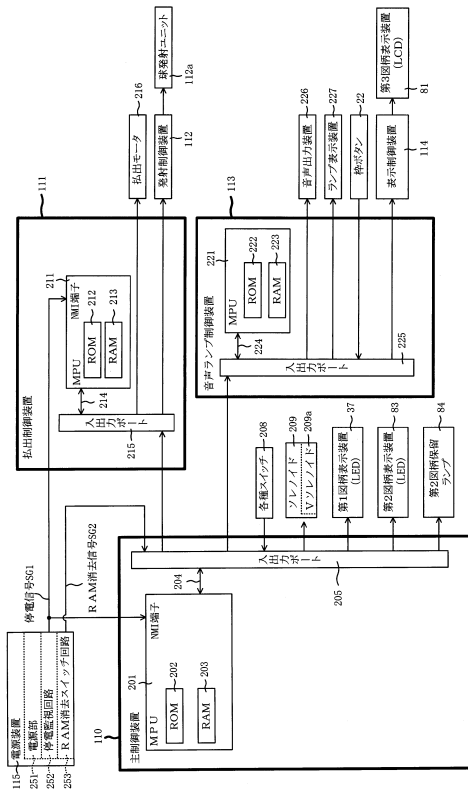 115
電源装置
251
電源部
252
停電監視回路
253
RAM消去スイッチ回路
停電信号SG1
RAM消去信号SG2
110
主制御装置
201
MPU
NMI端子
ROM
202
RAM
203
204
入出力ポート
205
111
払出制御装置
211
MPU
NMI端子
ROM
212
RAM
213
214
入出力ポート
215
216
払出モータ
112
発射制御装置
112a
球発射ユニット
113
音声ランプ制御装置
221
MPU
ROM
222
RAM
223
224
入出力ポート
225
226
音声出力装置
227
ランプ表示装置
22
枠ボタン
114
表示制御装置
81
第3図柄表示装置
(LCD)
208
各種スイッチ
209
ソレノイド
209a
Vソレノイド
37
第1図柄表示装置
(LED)
83
第2図柄表示装置
(LED)
84
第2図柄保留
ランプ